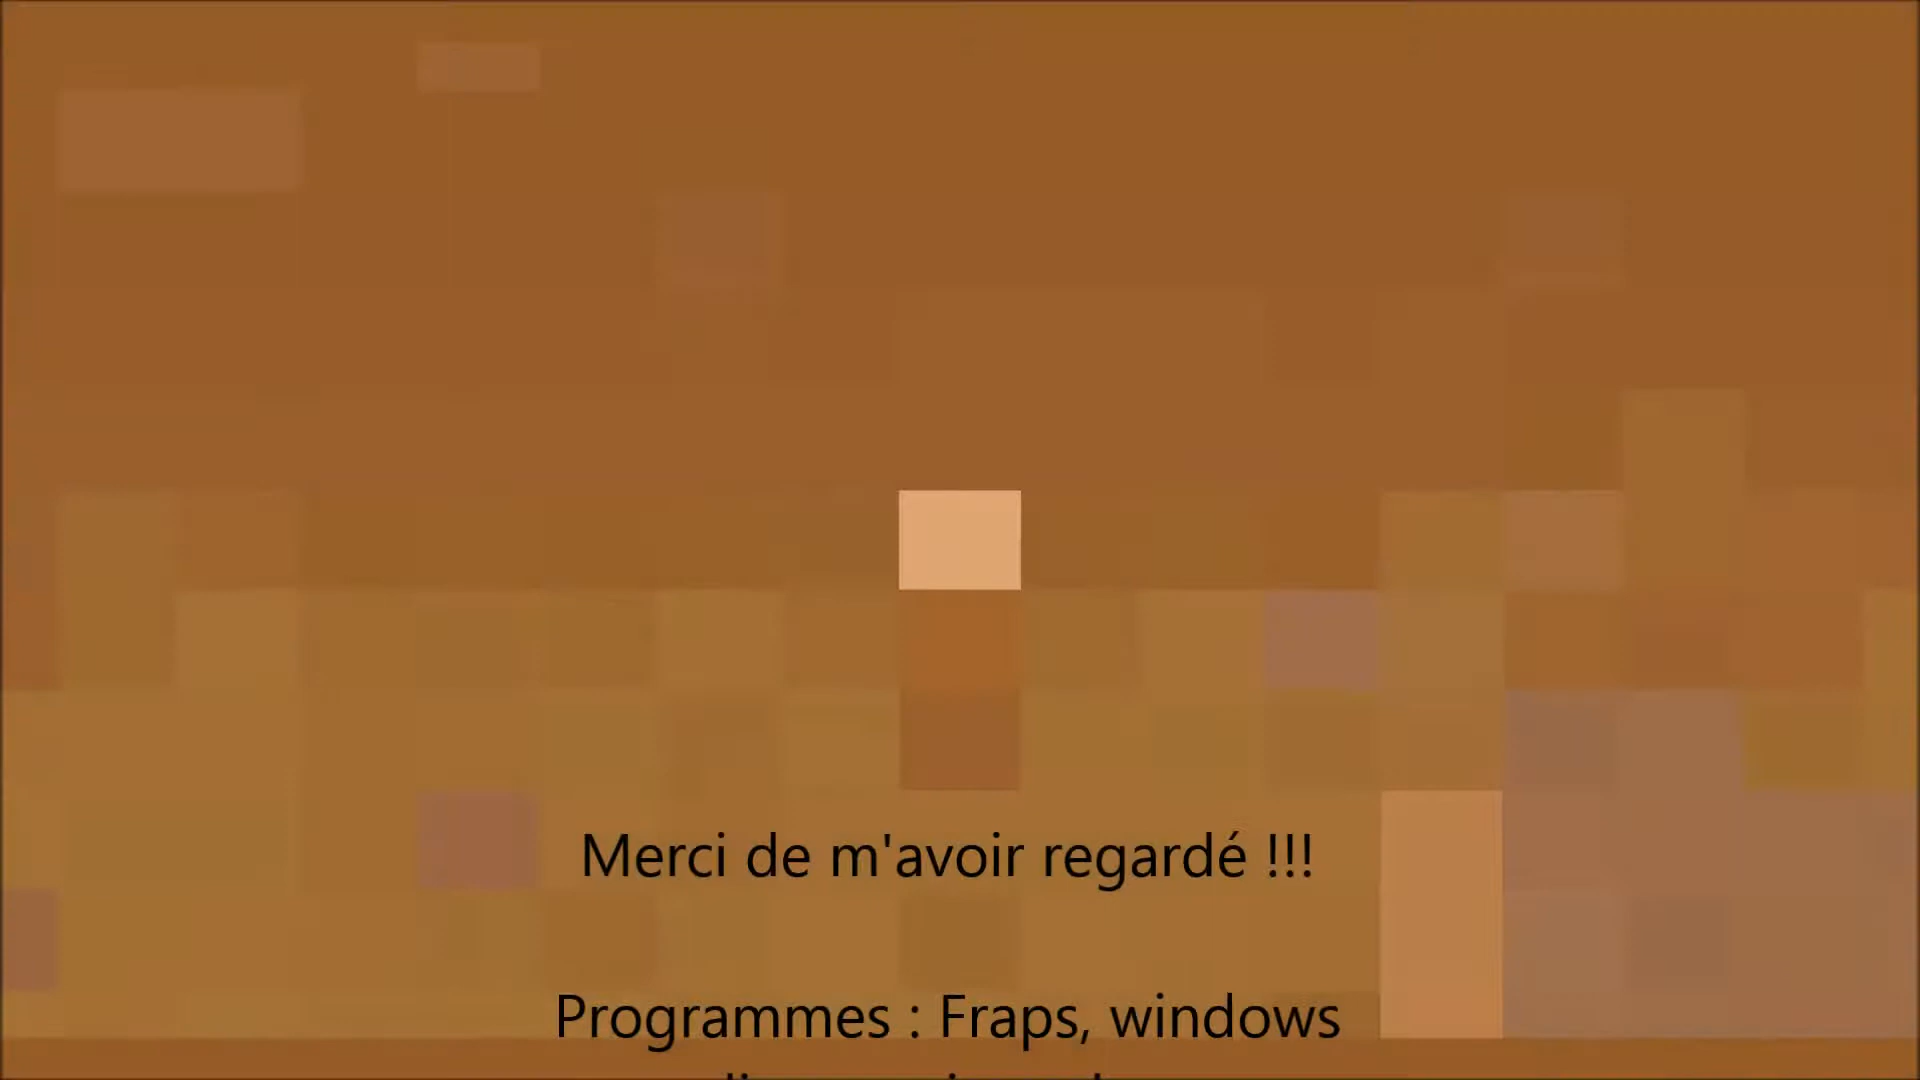 Merci de m'avoir regardé !!!
Programmes : Fraps, windows